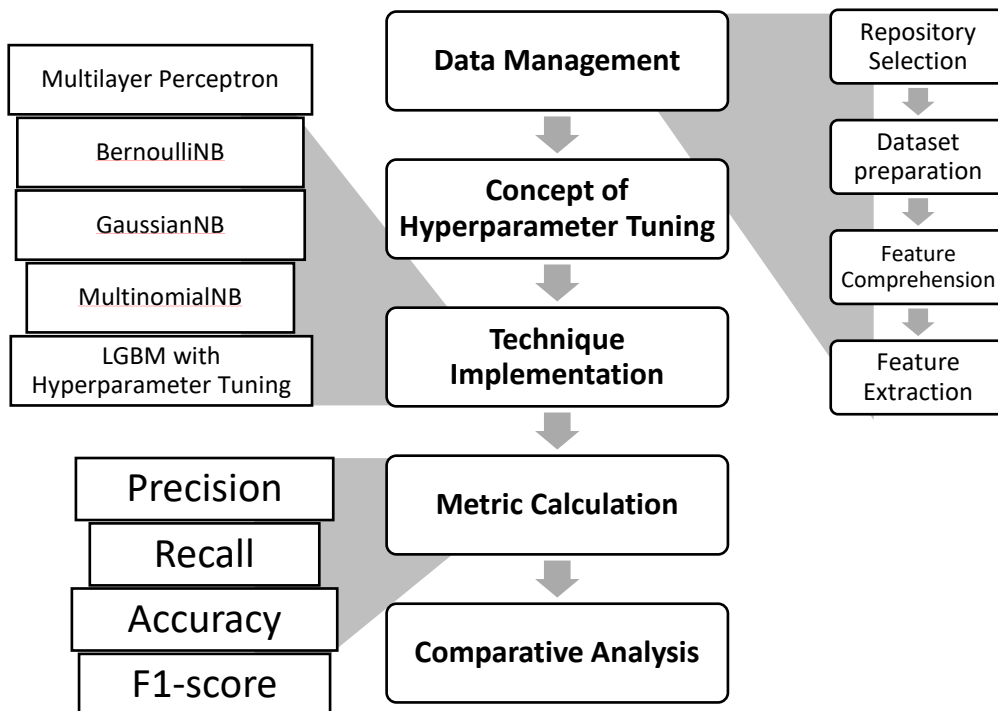 Data Management
Concept of
Hyperparameter Tuning
Technique
Implementation
Metric Calculation
Comparative Analysis
Repository
Selection
Dataset
preparation
Feature
Comprehension
Feature
Extraction
Multilayer Perceptron
BernoulliNB
GaussianNB
MultinomialNB
LGBM with
Hyperparameter Tuning
Precision
Recall
Accuracy
F1-score